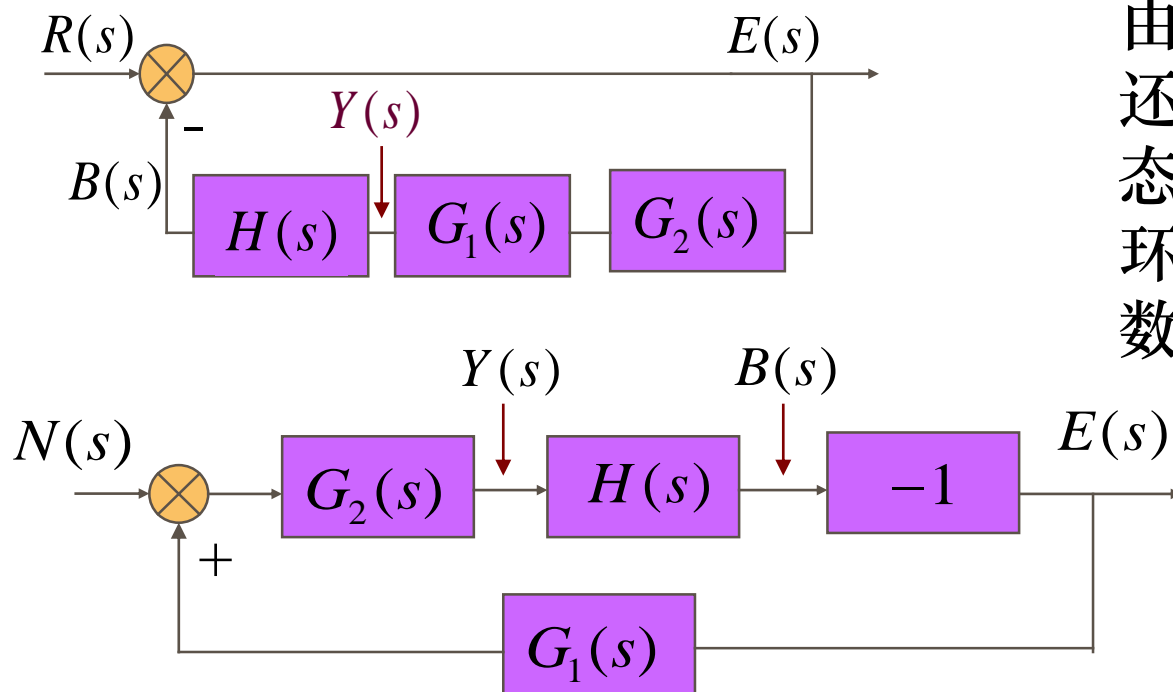 R(s)
E(s)
Y(s)
-
B(s)
H(s)
G₁(s)
G₂(s)
由
还
态
环
数
Y(s)
B(s)
N(s)
E(s)
G₂(s)
H(s)
−1
+
G₁(s)